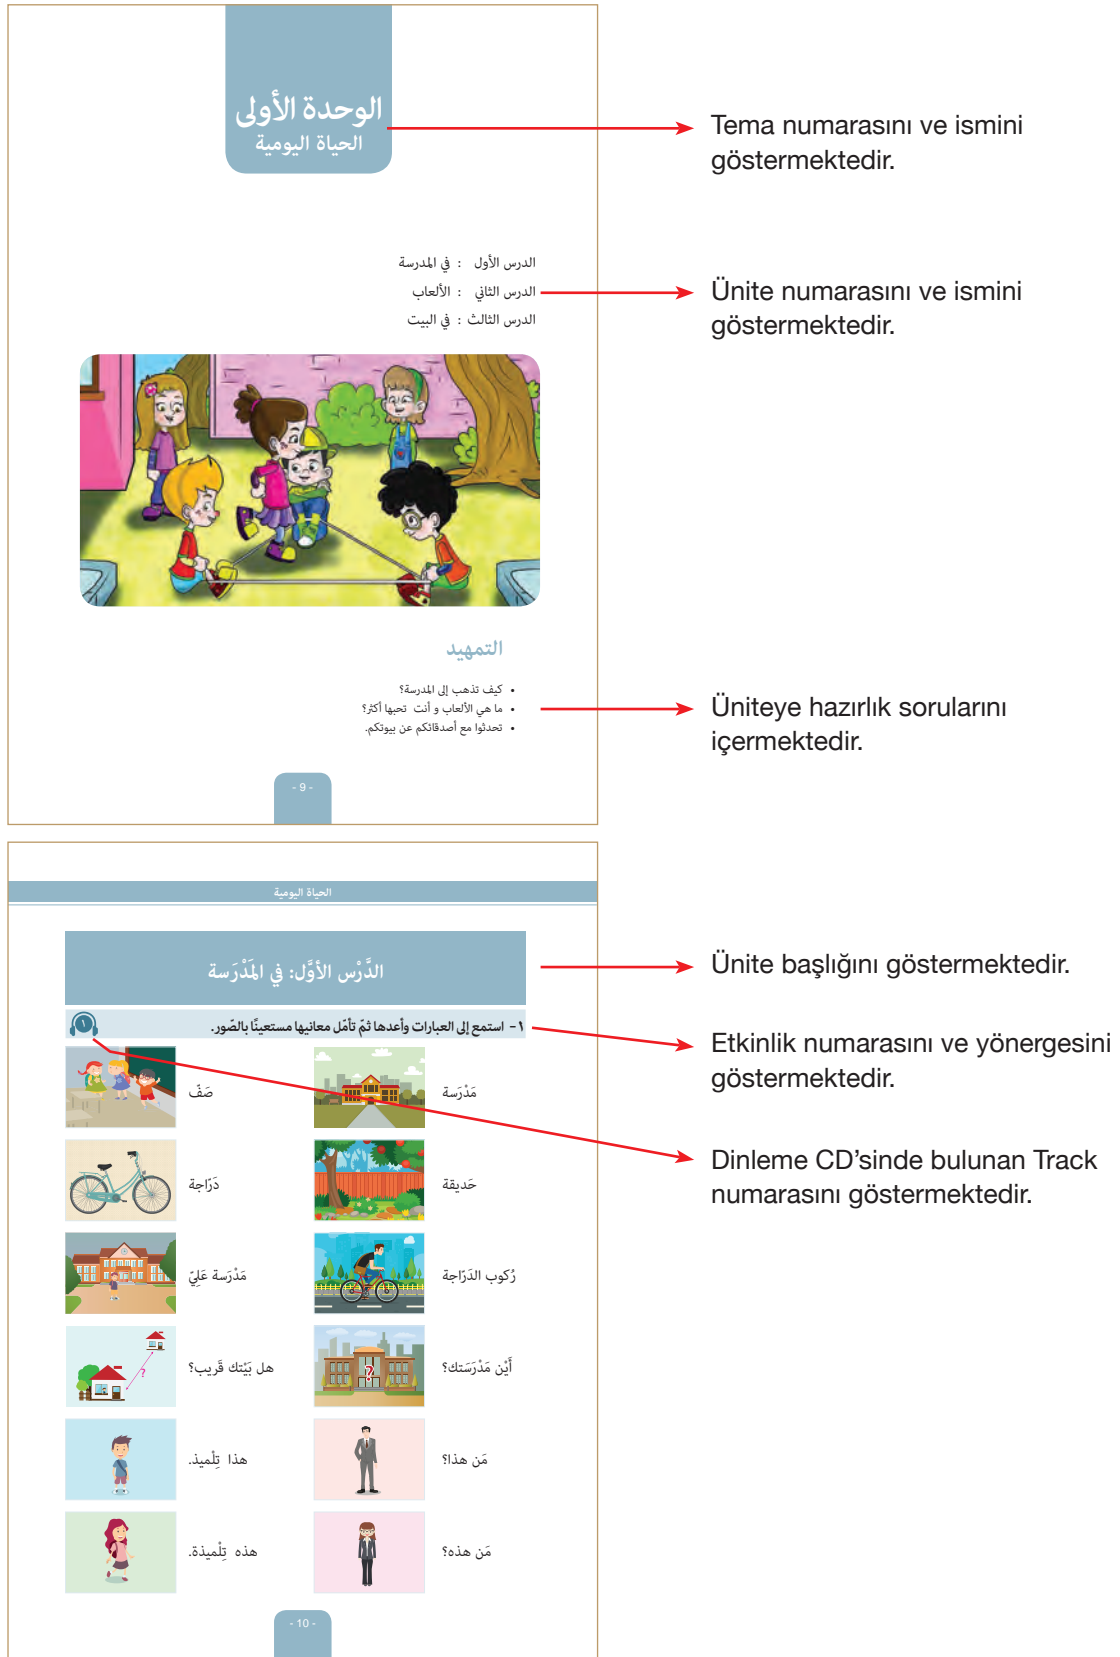 الوحدة الأولى
الحياة اليومية
Tema numarasını ve ismini
göstermektedir.
الدرس الأول : في المدرسة
الدرس الثاني : الألعاب
الدرس الثالث : في البيت
Ünite numarasını ve ismini
göstermektedir.
التمهيد
• كيف تذهب إلى المدرسة؟
• ما هي الألعاب و أنت تحبها أكثر؟
• تحدثوا مع أصدقائكم عن بيوتكم.
Üniteye hazırlık sorularını
içermektedir.
- 9 -
الحياة اليومية
الدَّرْس الأوَّل: في المَدْرَسة
Ünite başlığını göstermektedir.
١ - استمع إلى العبارات وأعدها ثمّ تأمّل معانيها مستعينًا بالصّور.
١
Etkinlik numarasını ve yönergesini
göstermektedir.
Dinleme CD’sinde bulunan Track
numarasını göstermektedir.
مَدْرَسة
صَفّ
حَديقة
دَرّاجة
رُكوب الدَرّاجة
مَدْرَسة عَلِيّ
أَيْن مَدْرَسَتك؟
?
هل بَيْتك قَريب؟
?
مَن هذا؟
هذا تِلْميذ.
مَن هذه؟
هذه تِلْميذة.
- 10 -